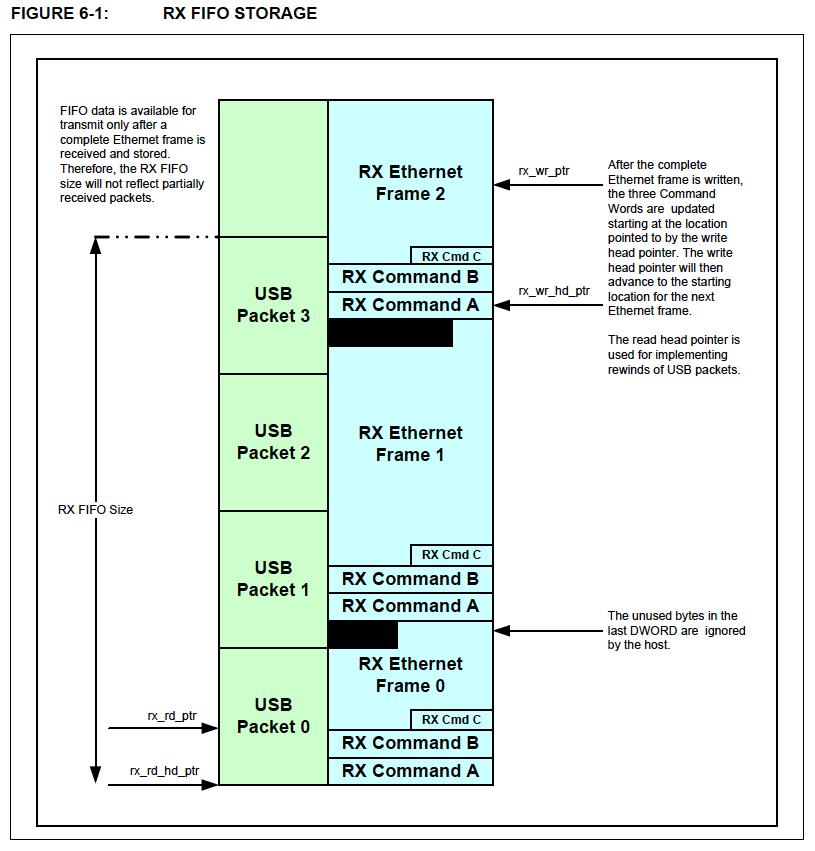 FIGURE 6-1: RX FIFO STORAGE
FIFO data is available for
transmit only after a
complete Ethernet frame is
received and stored.
Therefore, the RX FIFO
size will not reflect partially
received packets.
RX Ethernet
Frame 2
rx_wr_ptr
After the complete
Ethernet frame is written,
the three Command
Words are updated
starting at the location
pointed to by the write
head pointer. The write
head pointer will then
advance to the starting
location for the next
Ethernet frame.
The read head pointer is
used for implementing
rewinds of USB packets.
RX Cmd C
RX Command B
RX Command A
rx_wr_hd_ptr
USB
Packet 3
USB
Packet 2
RX Ethernet
Frame 1
RX FIFO Size
RX Cmd C
RX Command B
RX Command A
USB
Packet 1
The unused bytes in the
last DWORD are ignored
by the host.
RX Ethernet
Frame 0
USB
Packet 0
RX Cmd C
RX Command B
RX Command A
rx_rd_ptr
rx_rd_hd_ptr